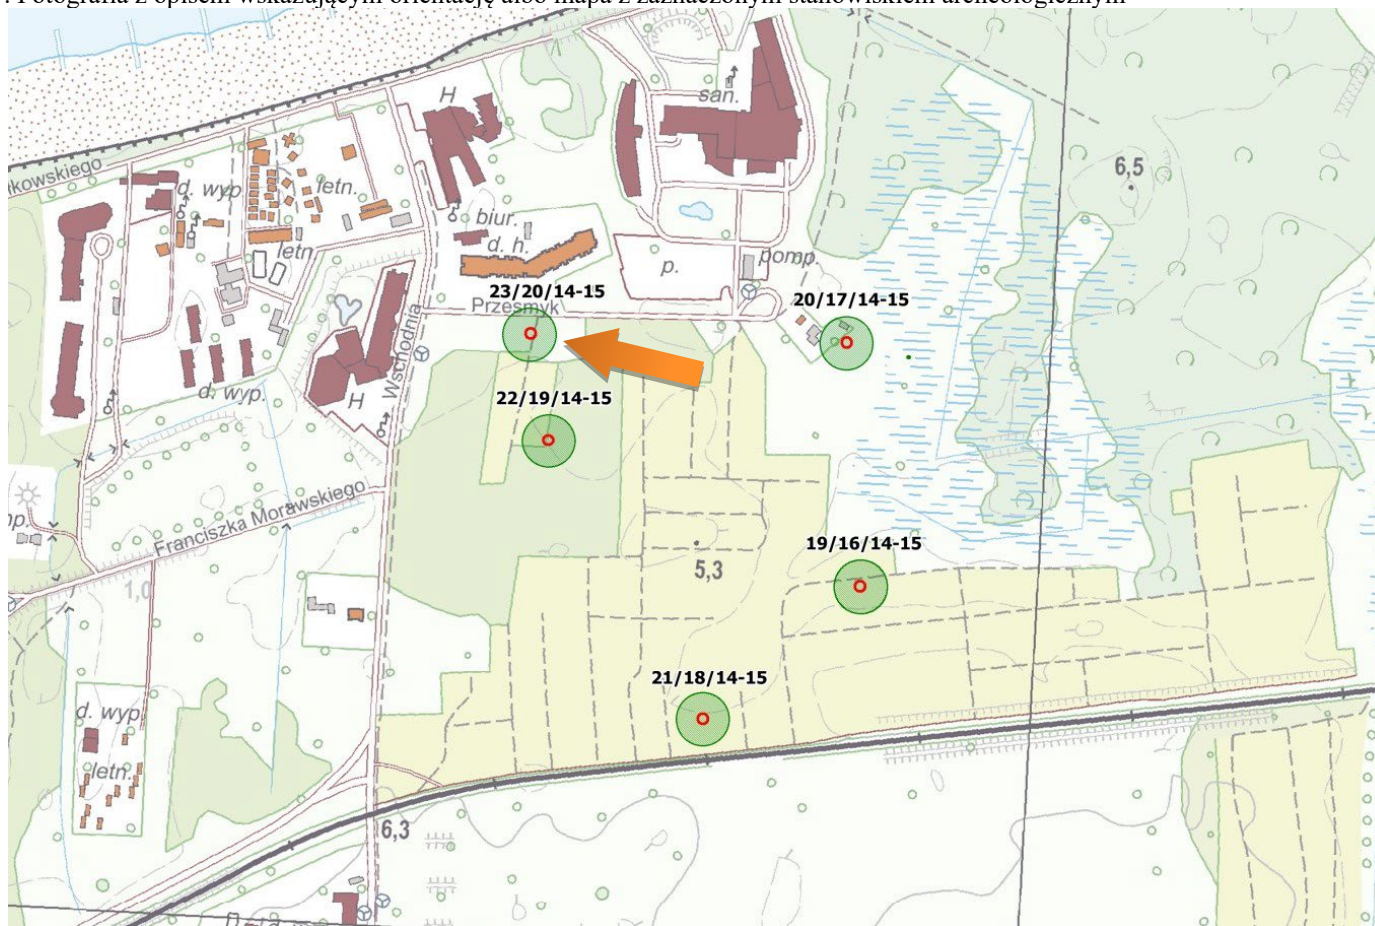 . Fotografia z opisem wskazującym orientację albo mapa z zaznaczonym stanowiskiem archeologicznym
H
san.
6,5
ikowskiego
d. wyp.
letn.
letn.
biur.
d. h.
p.
pomp.
23/20/14-15
Przesmyk
20/17/14-15
Wschodnia
22/19/14-15
d. wyp.
H
Franciszka Morawskiego
19/16/14-15
5,3
1,0
21/18/14-15
d. wyp.
letn.
6,3